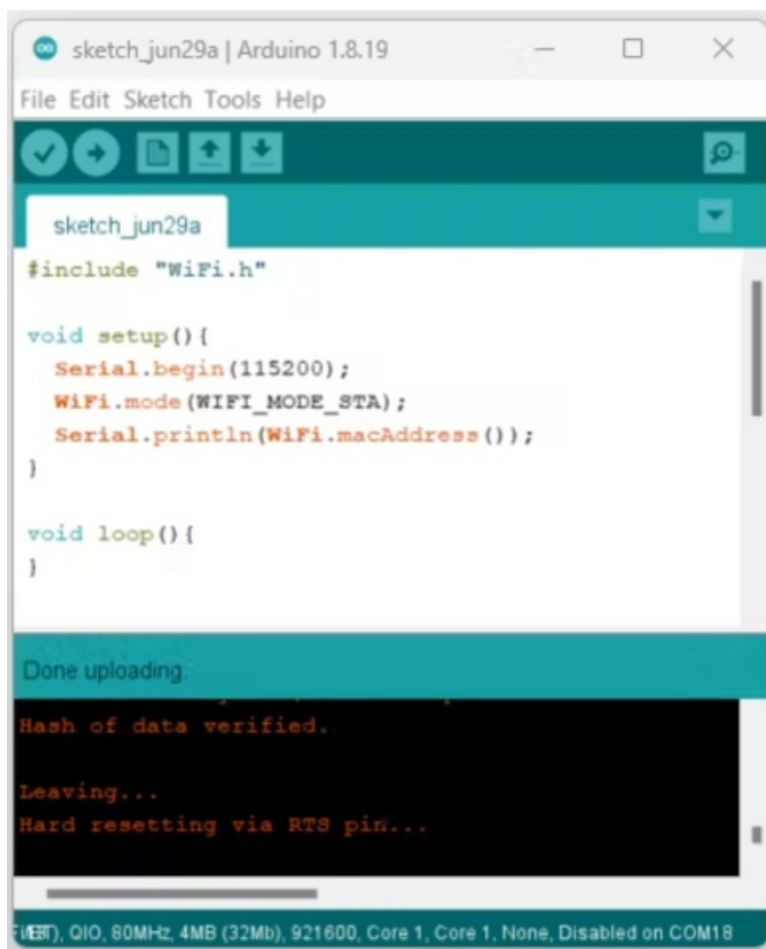 sketch_jun29a | Arduino 1.8.19
File Edit Sketch Tools Help
sketch_jun29a
#include "WiFi.h"
void setup(){
Serial.begin(115200);
WiFi.mode(WIFI_MODE_STA);
Serial.println(WiFi.macAddress());
}
void loop(){
}
Done uploading.
Hash of data verified.
Leaving...
Hard resetting via RTS pin...
QIO, 80MHz, 4MB (32Mb), 921600, Core 1, Core 1, None, Disabled on COM18